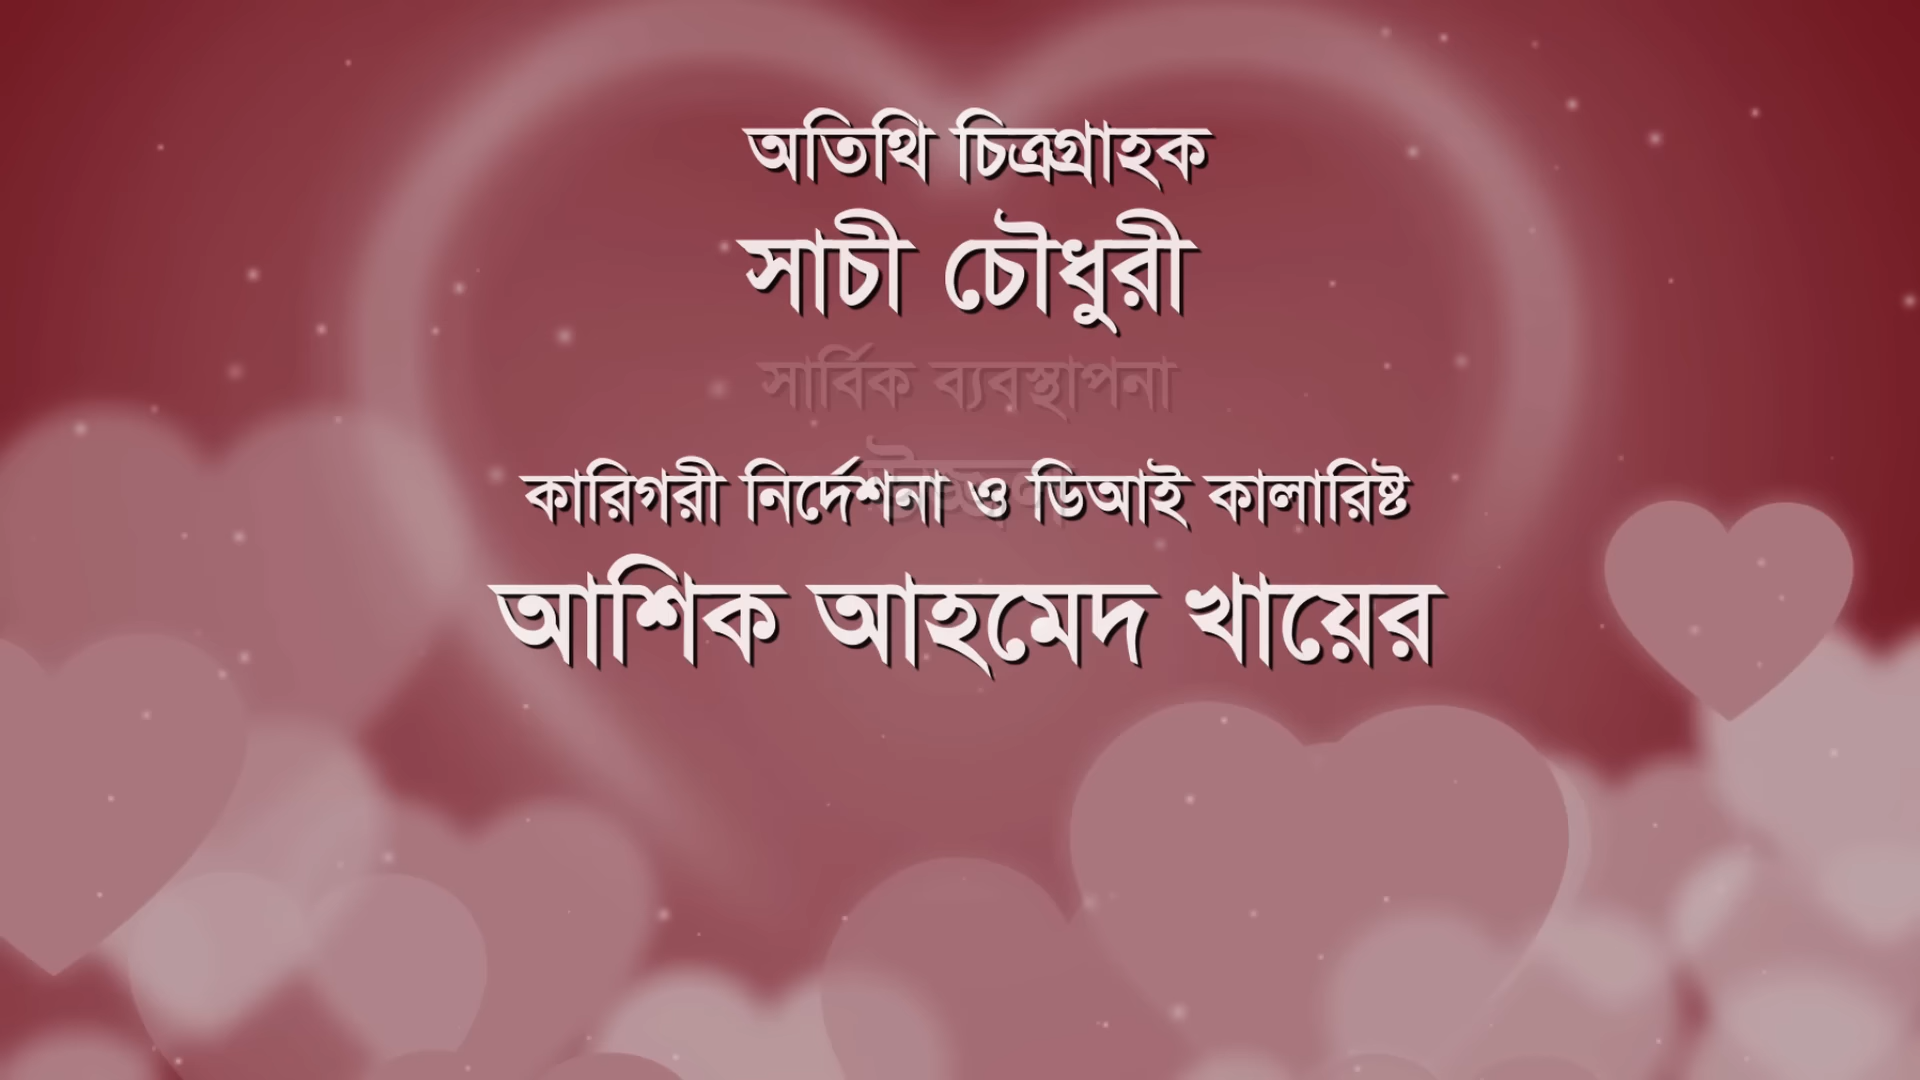 অতিথি চিত্রগ্রাহক
সাচী চৌধুরী
সার্বিক ব্যবস্থাপনা
কারিগরী নির্দেশনা ও ডিআই কালারিষ্ট
আশিক আহমেদ খায়ের